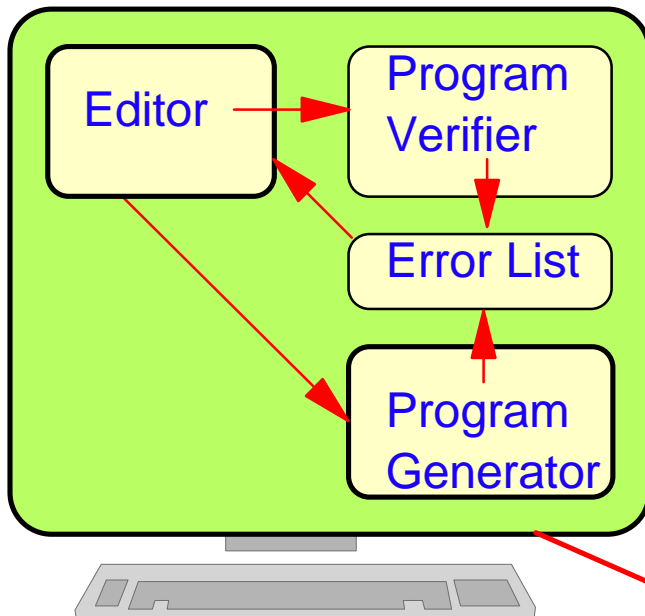 Editor
Program
Verifier
Error List
Program
Generator